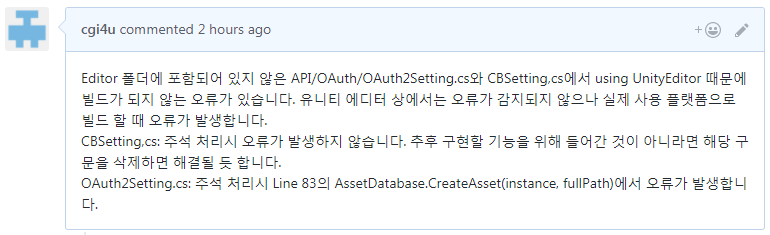 cgi4u commented 2 hours ago
Editor 폴더에 포함되어 있지 않은 API/OAuth/OAuth2Setting.cs와 CBSetting,cs에서 using UnityEditor 때문에
빌드가 되지 않는 오류가 있습니다. 유니티 에디터 상에서는 오류가 감지되지 않으나 실제 사용 플랫폼으로
빌드 할 때 오류가 발생합니다.
CBSetting,cs: 주석 처리시 오류가 발생하지 않습니다. 추후 구현할 기능을 위해 들어간 것이 아니라면 해당 구
문을 삭제하면 해결될 듯 합니다.
OAuth2Setting.cs: 주석 처리시 Line 83의 AssetDatabase.CreateAsset(instance, fullPath)에서 오류가 발생합니
다.